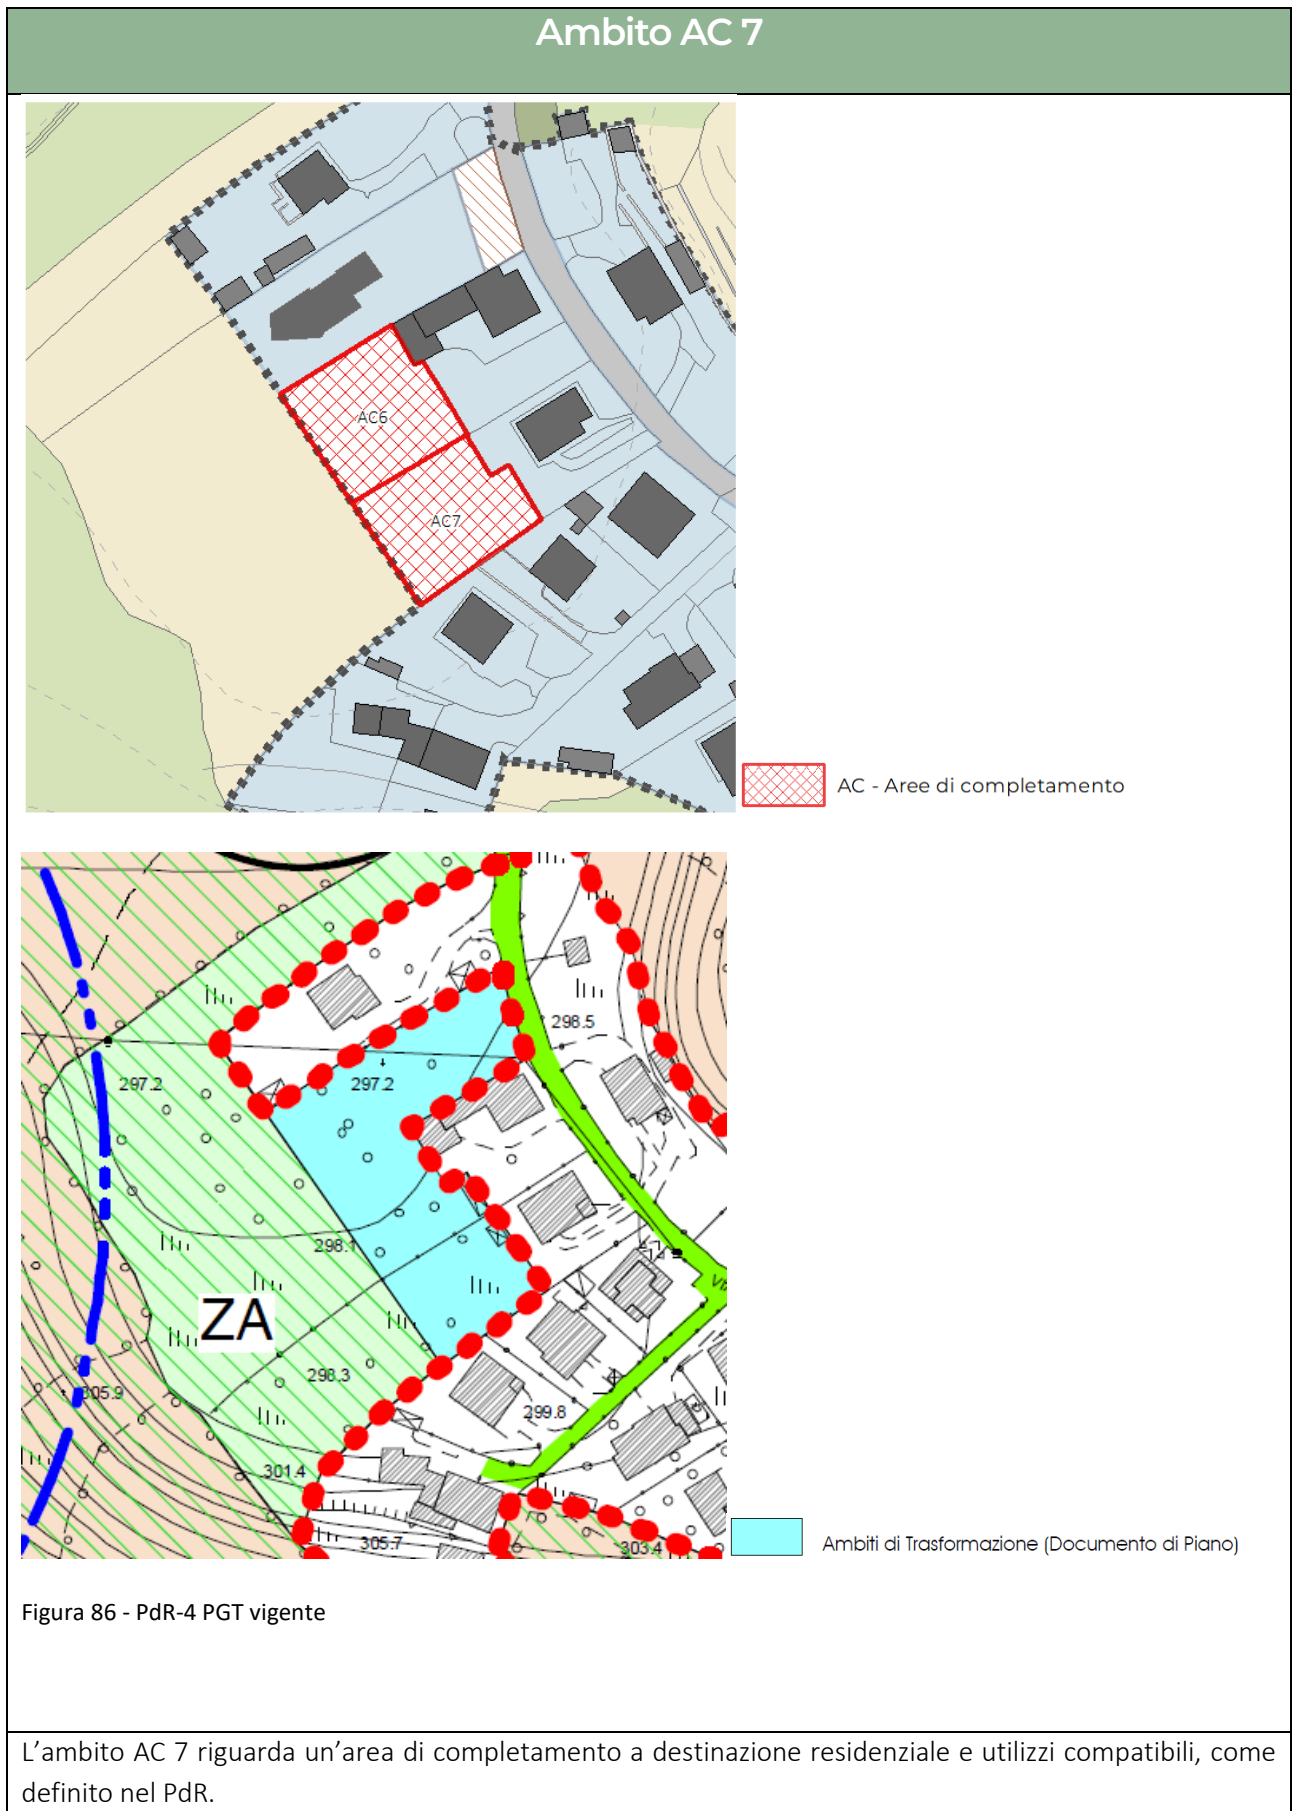 Ambito AC 7
AC6
AC7
AC - Aree di completamento
298.5
297.2
297.2
298.1
ZA
298.3
305.9
299.8
301.4
305.7
303.4
Ambiti di Trasformazione (Documento di Piano)
Figura 86 - PdR-4 PGT vigente
L'ambito AC 7 riguarda un'area di completamento a destinazione residenziale e utilizzi compatibili, come
definito nel PdR.